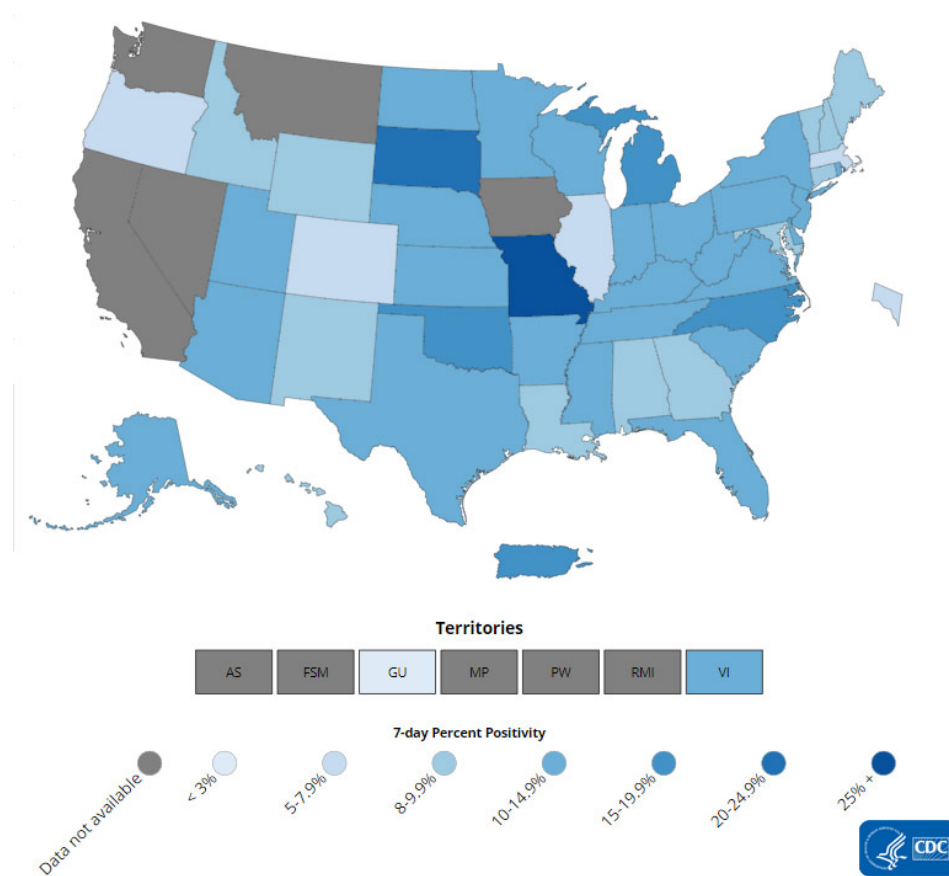 Territories
AS FSM GU MP PW RMI VI
7-day Percent Positivity
Data not available < 3% 5-7.9% 8-9.9% 10-14.9% 15-19.9% 20-24.9% 25% +
CDC